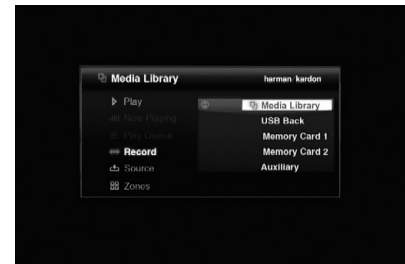 Media Library
harman/kardon
Play
Now Playing
Play Queue
Record
Source
Zones
Media Library
USB Back
Memory Card 1
Memory Card 2
Auxiliary